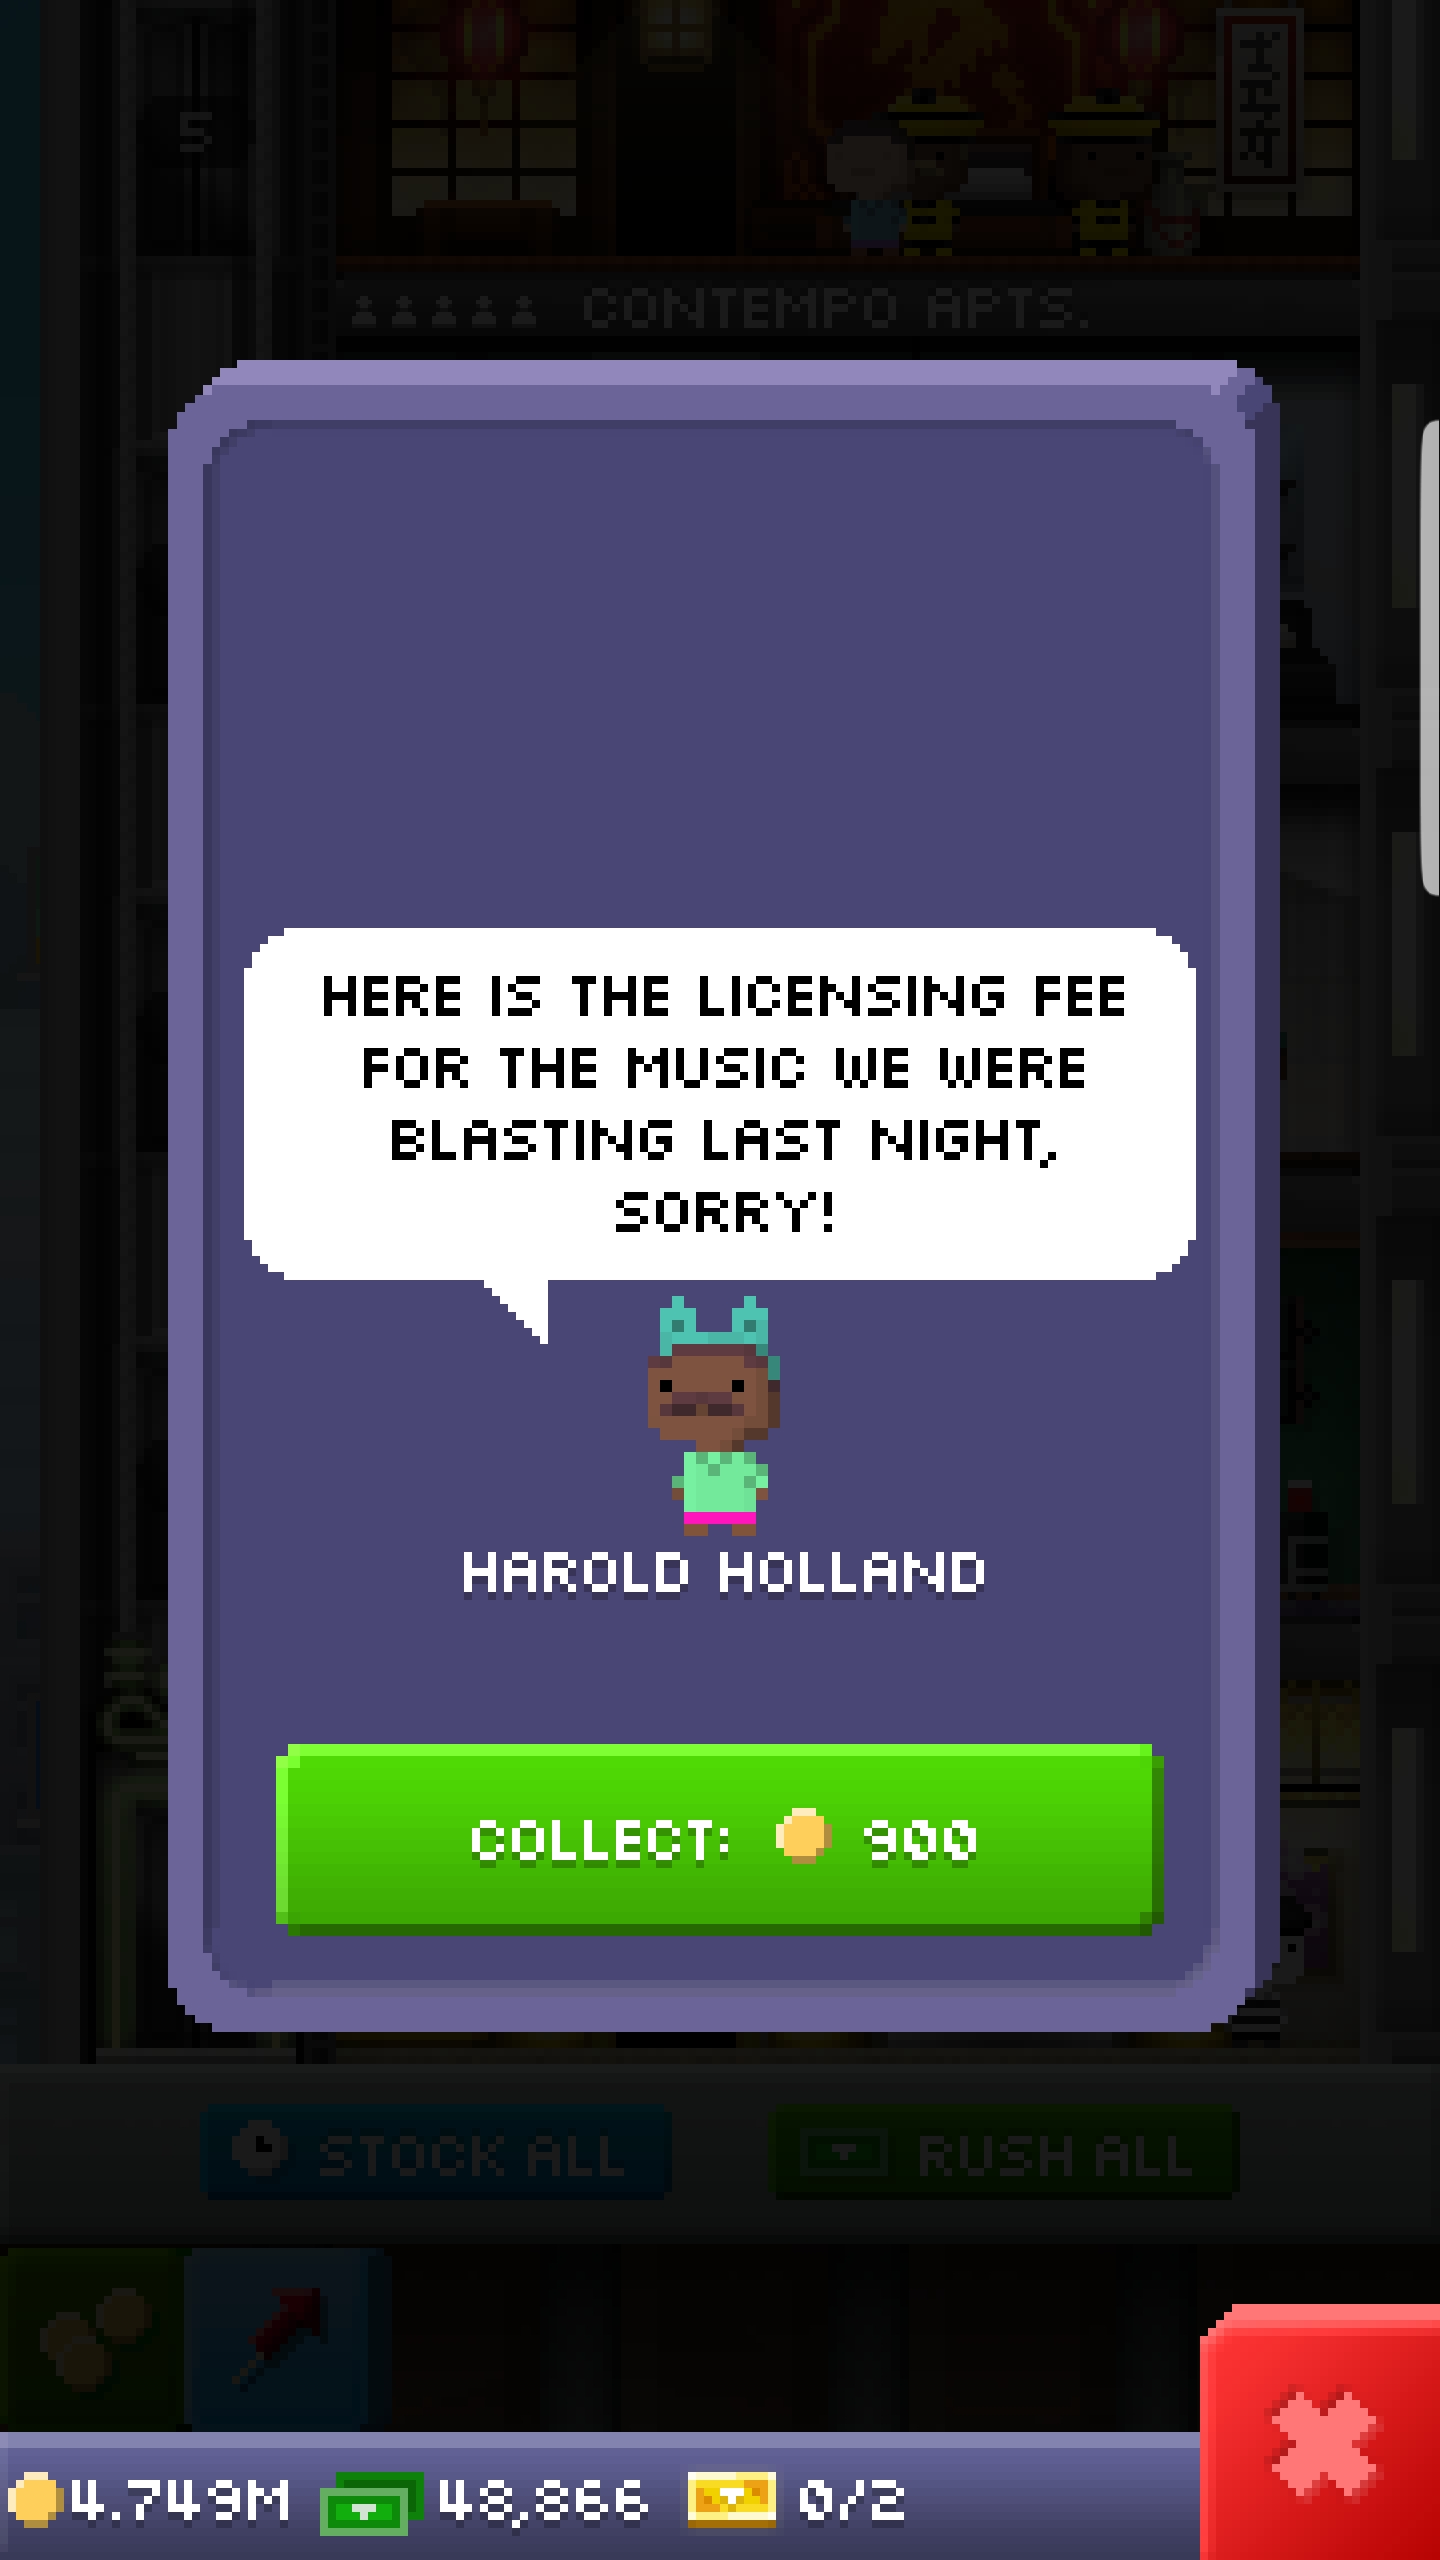 5
CONTEMPO APTS.
HERE IS THE LICENSING FEE
FOR THE MUSIC WE WERE
BLASTING LAST NIGHT,
SORRY!
HAROLD HOLLAND
COLLECT: 900
STOCK ALL
RUSH ALL
4.749M 48,866 0/2